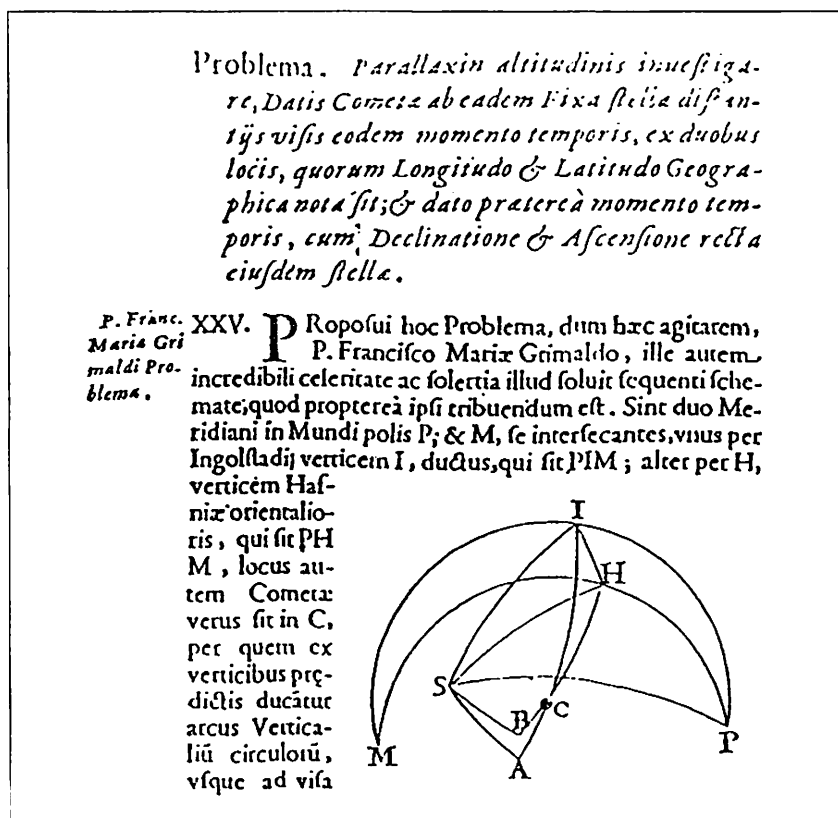 Problema. Parallaxin altitudinis inueſtiga-
re, Datis Cometæ ab eadem Fixa ſtella diſtan-
tijs viſis eodem momento temporis, ex duobus
locis, quorum Longitudo & Latitudo Geogra-
phica nota ſit; & dato prætereà momento tem-
poris, cum Declinatione & Aſcenſione recta
eiuſdem ſtellæ.
P. Franc.
Maria Gri
maldi Pro-
blema.
XXV. PRopoſui hoc Problema, dum hæc agitarem,
P. Franciſco Mariæ Grimaldo, ille autem
incredibili celeritate ac ſolertia illud ſoluit ſequenti ſche-
mate, quod proptereà ipſi tribuendum eſt. Sint duo Me-
ridiani in Mundi polis P, & M, ſe interſecantes, vnus per
Ingolſtadij verticem I, ductus, qui ſit PIM; alter per H,
verticem Haf-
niæ orientalio-
ris, qui ſit PH
M, locus au-
tem Cometæ
verus ſit in C,
per quem ex
verticibus prę-
dictis ducātur
arcus Vertica-
liū circulorū,
vſque ad viſa
I
H
S
B
C
M
A
P